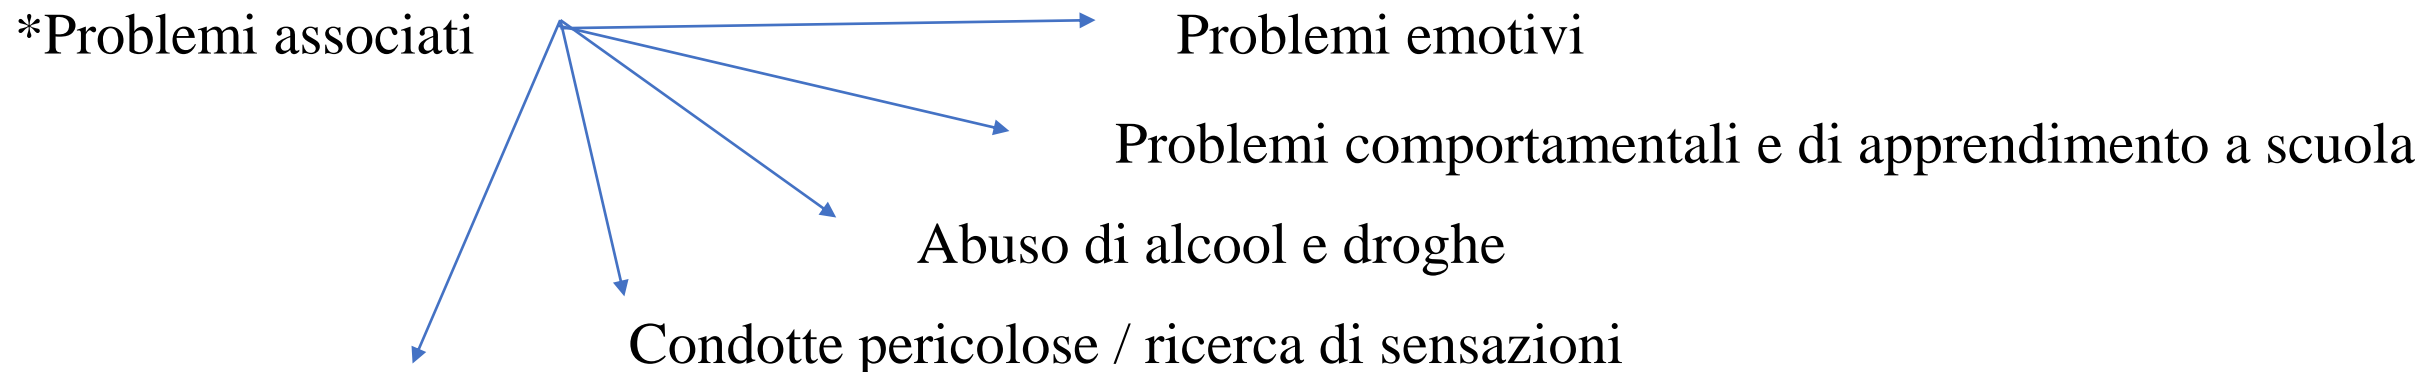 *Problemi associati Problemi emotivi
Problemi comportamentali e di apprendimento a scuola
Abuso di alcool e droghe
Condotte pericolose / ricerca di sensazioni